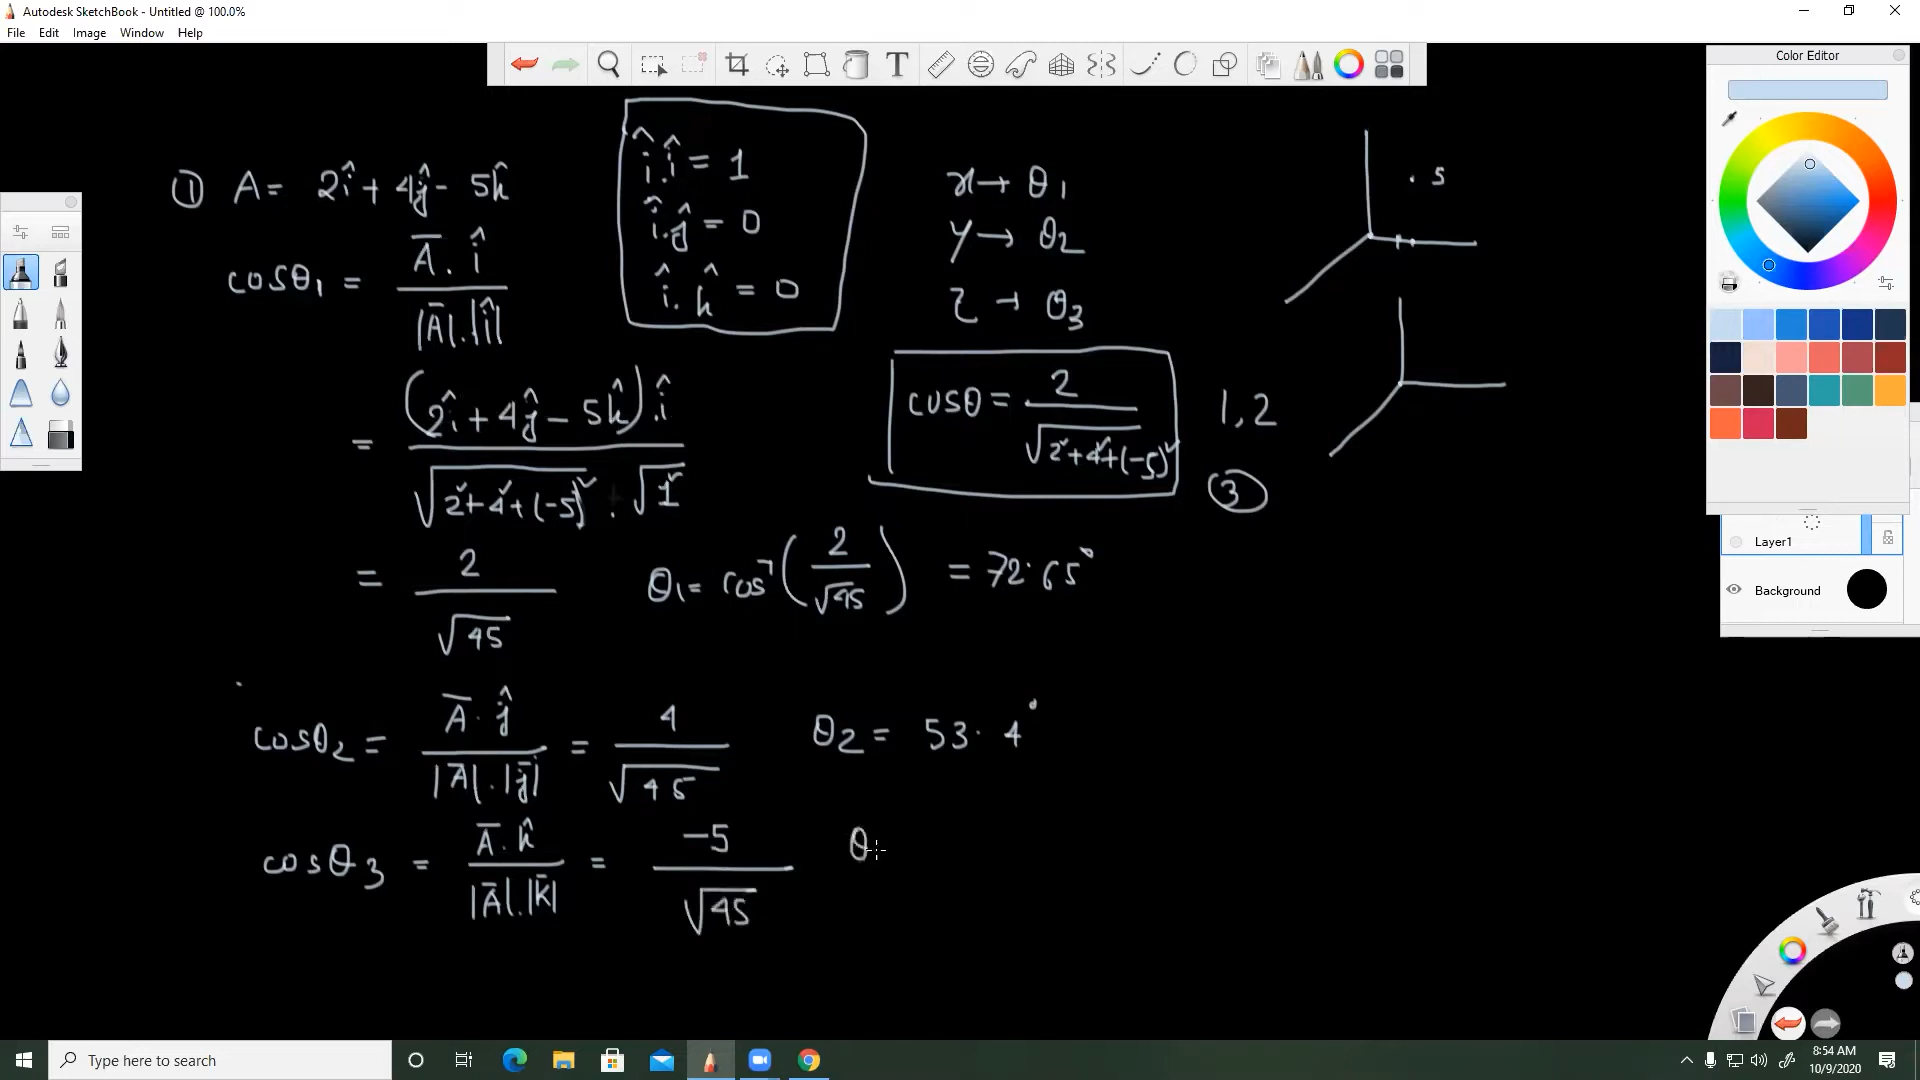 Autodesk SketchBook - Untitled @ 100.0%
File Edit Image Window Help
T
Color Editor
① A = 2î + 4ĵ - 5k̂
cosθ₁ = A̅ . î / |A̅|.|î|
= (2î + 4ĵ - 5k̂).î / √2²+4²+(-5)² . √1²
= 2 / √45
θ₁ = cos⁻¹(2/√45) = 72.65°
cosθ₂ = A̅ . ĵ / |A̅|.|j̅| = 4 / √45
θ₂ = 53.4°
cosθ₃ = A̅ . k̂ / |A̅|.|k̅| = -5 / √45
θ
î.î = 1
î.ĵ = 0
î.k̂ = 0
x → θ₁
y → θ₂
z → θ₃
cosθ = 2 / √2²+4²+(-5)²
1,2
③
. s
Layer1
Background
Type here to search
8:54 AM
10/9/2020